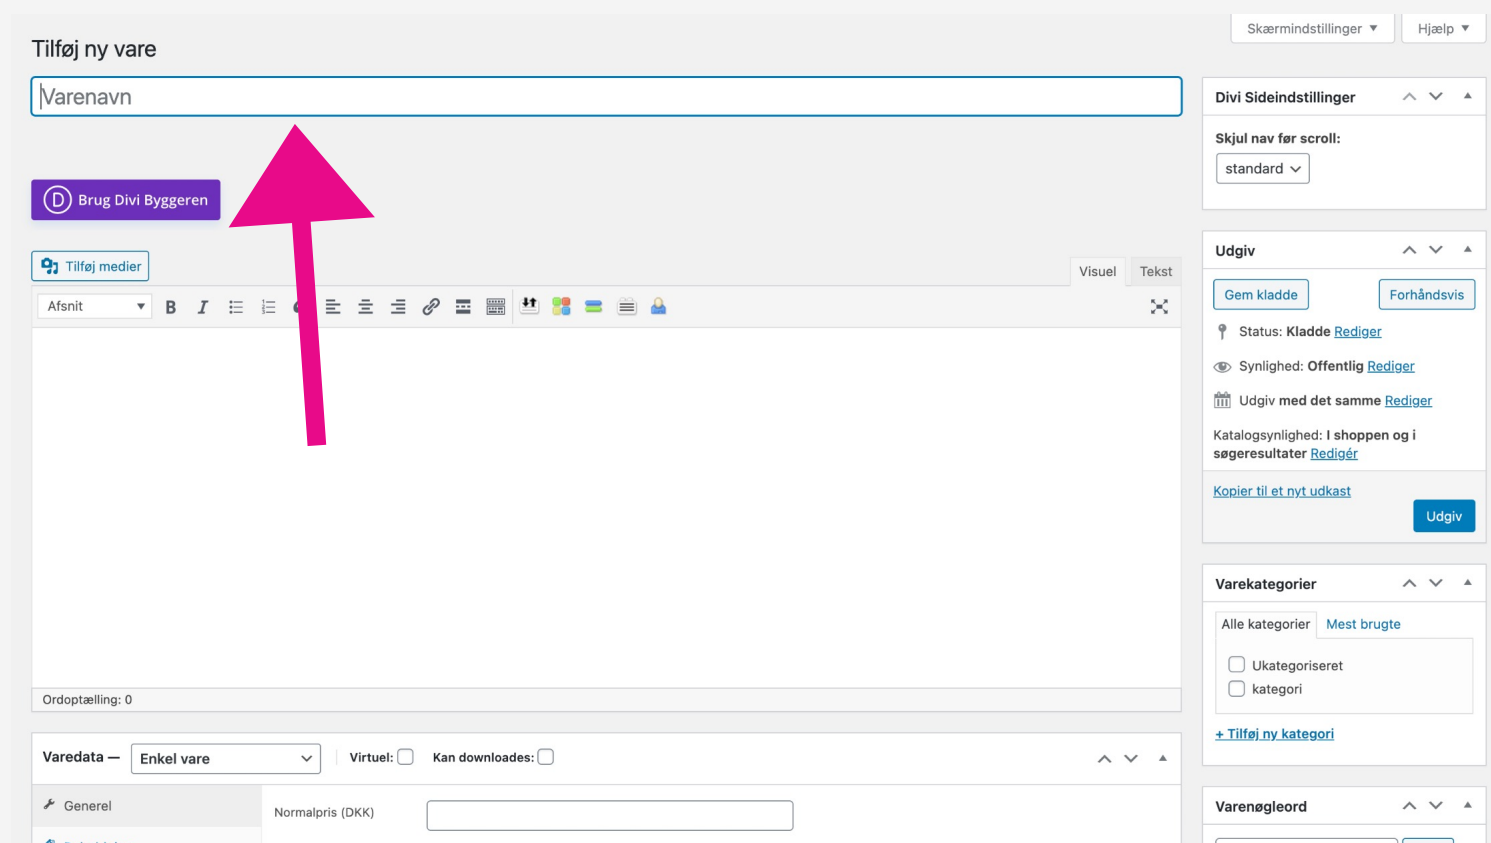 Skærmindstillinger
Hjælp
Tilføj ny vare
Varenavn
D Brug Divi Byggeren
Tilføj medier
Visuel
Tekst
Afsnit
B I
Ordoptælling: 0
Varedata —
Enkel vare
Virtuel:
Kan downloades:
Generel
Normalpris (DKK)
Divi Sideindstillinger
Skjul nav før scroll:
standard
Udgiv
Gem kladde
Forhåndsvis
Status: Kladde Rediger
Synlighed: Offentlig Rediger
Udgiv med det samme Rediger
Katalogsynlighed: I shoppen og i
søgeresultater Redigér
Kopier til et nyt udkast
Udgiv
Varekategorier
Alle kategorier
Mest brugte
Ukategoriseret
kategori
+ Tilføj ny kategori
Varenøgleord